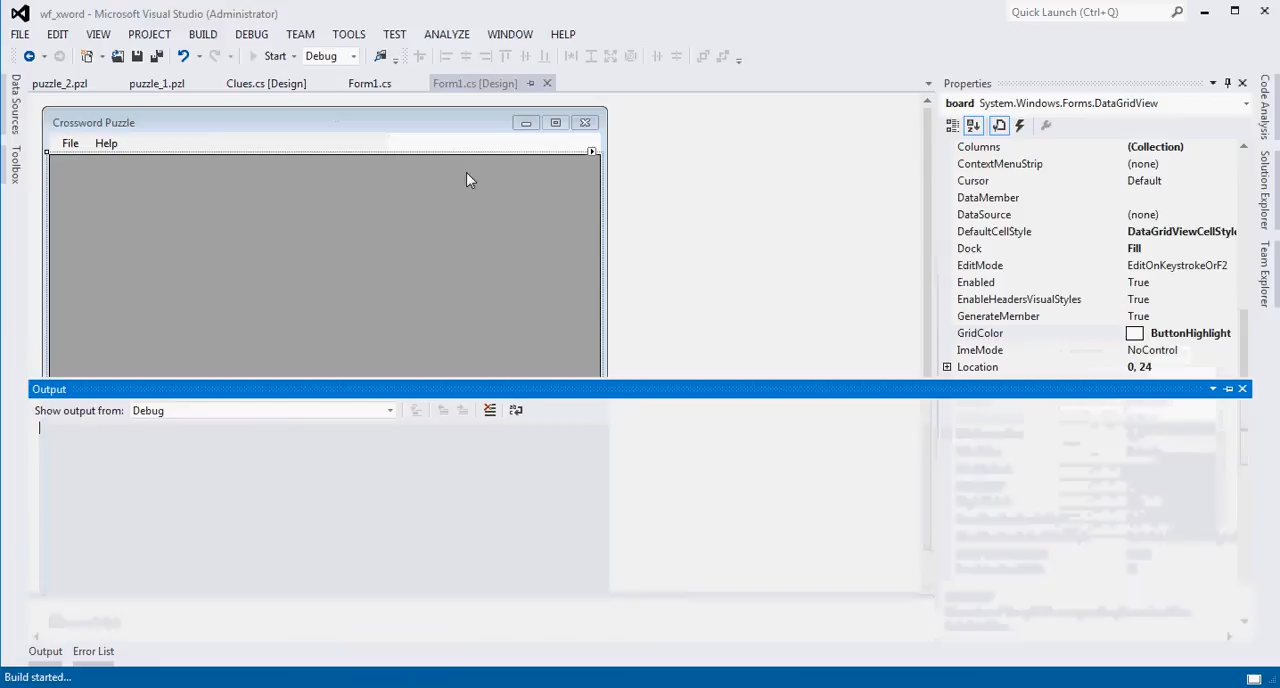 wf_xword - Microsoft Visual Studio (Administrator)
Quick Launch (Ctrl+Q)
FILE EDIT VIEW PROJECT BUILD DEBUG TEAM TOOLS TEST ANALYZE WINDOW HELP
Start Debug
puzzle_2.pzl puzzle_1.pzl Clues.cs [Design] Form1.cs Form1.cs [Design]
Data Sources
Toolbox
Crossword Puzzle
File Help
Properties
board System.Windows.Forms.DataGridView
Columns (Collection)
ContextMenuStrip (none)
Cursor Default
DataMember
DataSource (none)
DefaultCellStyle DataGridViewCellStyle
Dock Fill
EditMode EditOnKeystrokeOrF2
Enabled True
EnableHeadersVisualStyles True
GenerateMember True
GridColor ButtonHighlight
ImeMode NoControl
Location 0, 24
Code Analysis
Solution Explorer
Team Explorer
Output
Show output from: Debug
Output Error List
Build started...